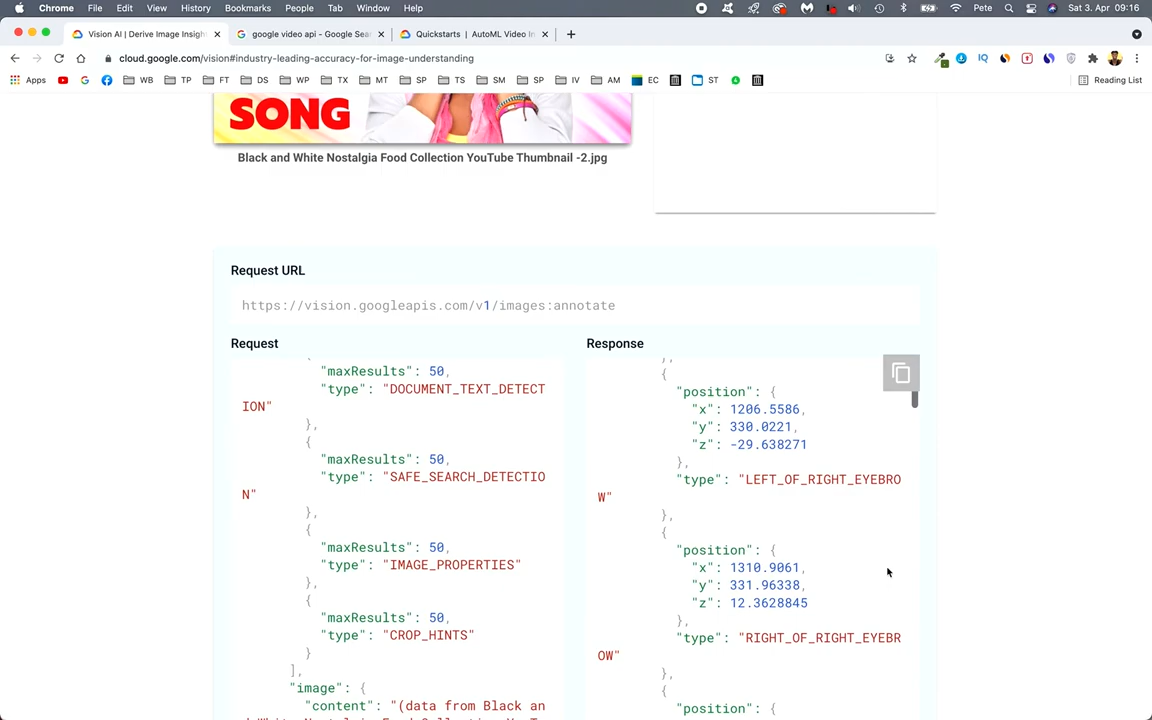 Chrome File Edit View History Bookmarks People Tab Window Help Pete Sat 3. Apr 09:16
Vision AI | Derive Image Insigh google video api - Google Sea Quickstarts | AutoML Video In
cloud.google.com/vision#industry-leading-accuracy-for-image-understanding
Apps WB TP FT DS WP TX MT SP TS SM SP IV AM EC ST Reading List
SONG
Black and White Nostalgia Food Collection YouTube Thumbnail -2.jpg
Request URL
https://vision.googleapis.com/v1/images:annotate
Request
"maxResults": 50,
"type": "DOCUMENT_TEXT_DETECT
ION"
},
{
"maxResults": 50,
"type": "SAFE_SEARCH_DETECTIO
N"
},
{
"maxResults": 50,
"type": "IMAGE_PROPERTIES"
},
{
"maxResults": 50,
"type": "CROP_HINTS"
}
],
"image": {
"content": "(data from Black an
d White Nostalgia Food Collection YouT
Response
},
{
"position": {
"x": 1206.5586,
"y": 330.0221,
"z": -29.638271
},
"type": "LEFT_OF_RIGHT_EYEBRO
W"
},
{
"position": {
"x": 1310.9061,
"y": 331.96338,
"z": 12.3628845
},
"type": "RIGHT_OF_RIGHT_EYEBR
OW"
},
{
"position": {